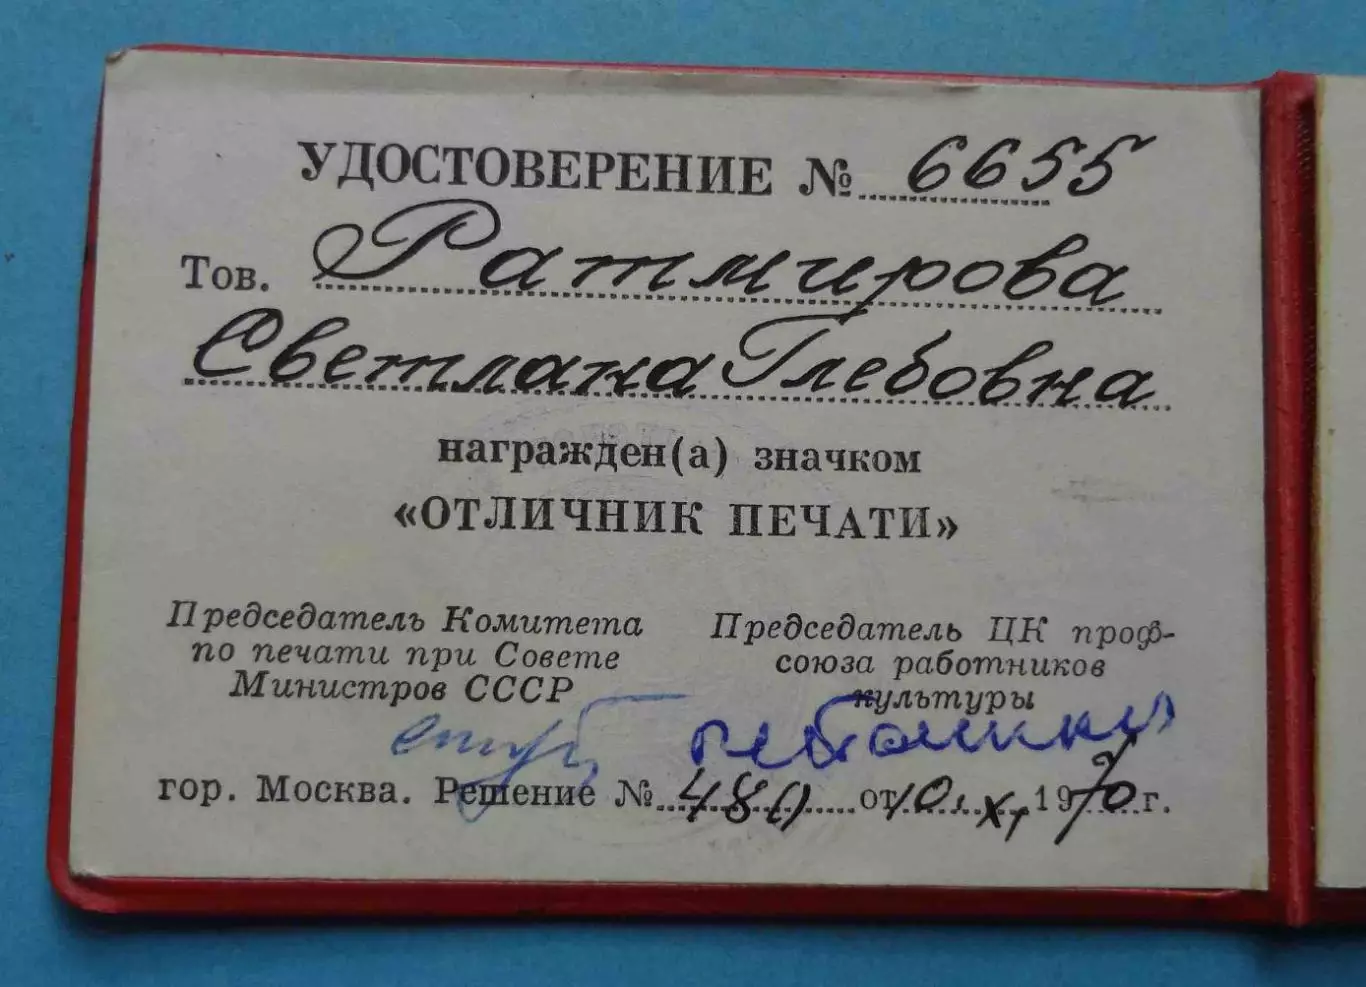 УДОСТОВЕРЕНИЕ № 6655
Тов. Ратмирова
Светлана Глебовна
награжден(а) значком
«ОТЛИЧНИК ПЕЧАТИ»
Председатель Комитета
по печати при Совете
Министров СССР
Председатель ЦК проф-
союза работников
культуры
гор. Москва. Решение № 480 от 10.XI 1970 г.